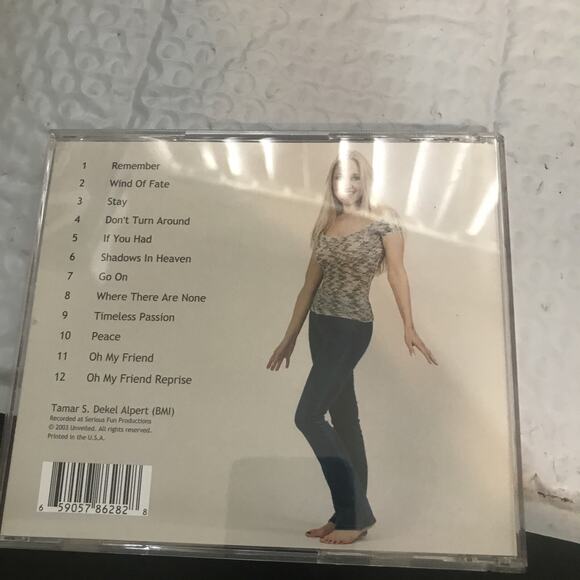 1 Remember
2 Wind Of Fate
3 Stay
4 Don't Turn Around
5 If You Had
6 Shadows In Heaven
7 Go On
8 Where There Are None
9 Timeless Passion
10 Peace
11 Oh My Friend
12 Oh My Friend Reprise
Tamar S. Dekel Alpert (BMI)
Recorded at Serious Fun Productions
© 2003 Unveiled. All rights reserved.
Printed in the U.S.A.
6 59057 86282 8